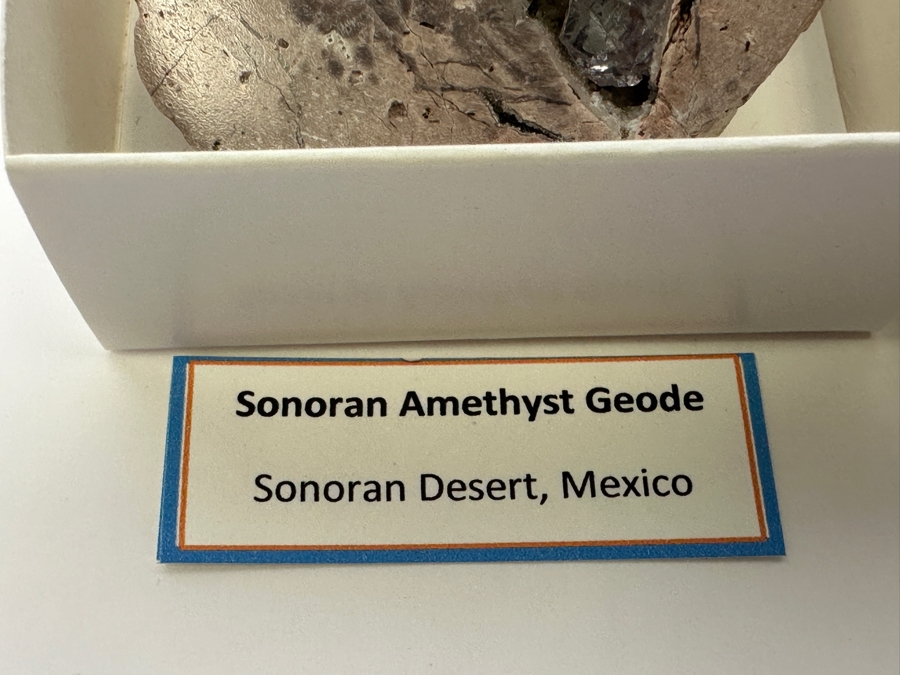 Sonoran Amethyst Geode
Sonoran Desert, Mexico